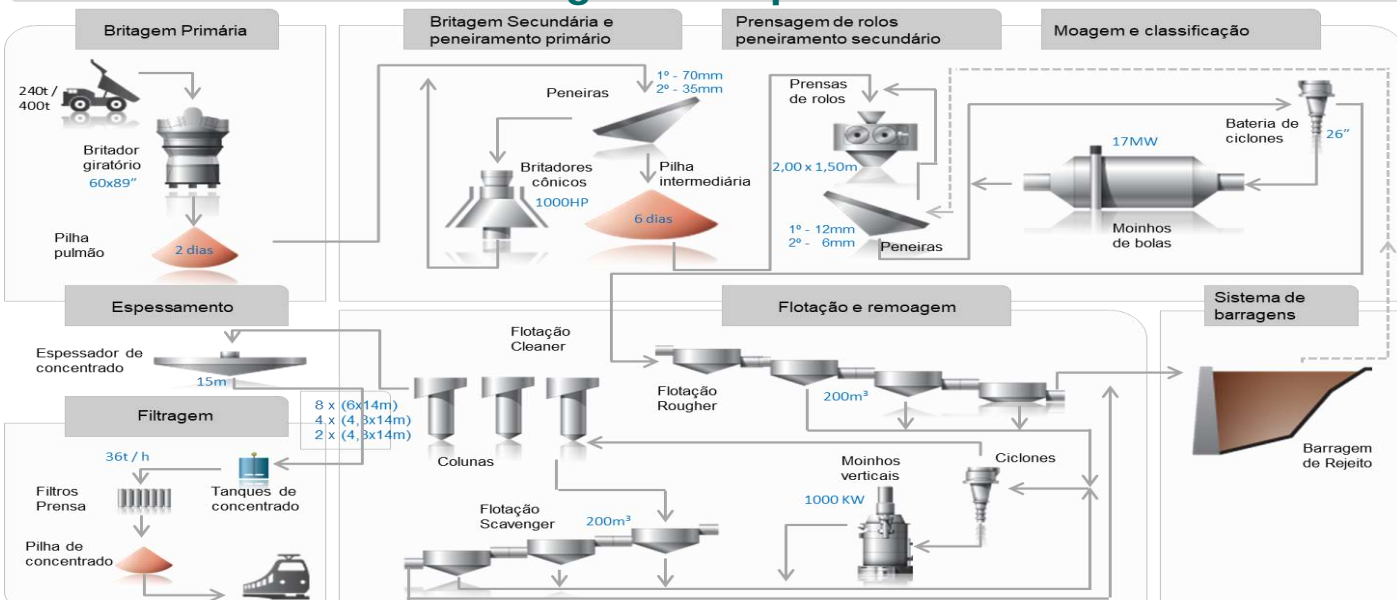 Britagem Primária
240t /
400t
Britador
giratório
60x89”
Pilha
pulmão
2 dias
Britagem Secundária e
peneiramento primário
1º - 70mm
2º - 35mm
Peneiras
Britadores
cônicos
1000HP
Pilha
intermediária
6 dias
Prensagem de rolos
peneiramento secundário
Prensas
de rolos
2,00 x 1,50m
1º - 12mm
2º - 6mm
Peneiras
Moagem e classificação
Bateria de
ciclones
26”
17MW
Moinhos
de bolas
Espessamento
Espessador de
concentrado
15m
Filtragem
36t / h
Filtros
Prensa
Tanques de
concentrado
Pilha de
concentrado
Flotação e remoagem
Flotação
Cleaner
8 x (6x14m)
4 x (4,3x14m)
2 x (4,3x14m)
Colunas
Flotação
Rougher
200m³
Flotação
Scavenger
200m³
Moinhos
verticais
1000 KW
Ciclones
Sistema de
barragens
Barragem
de Rejeito